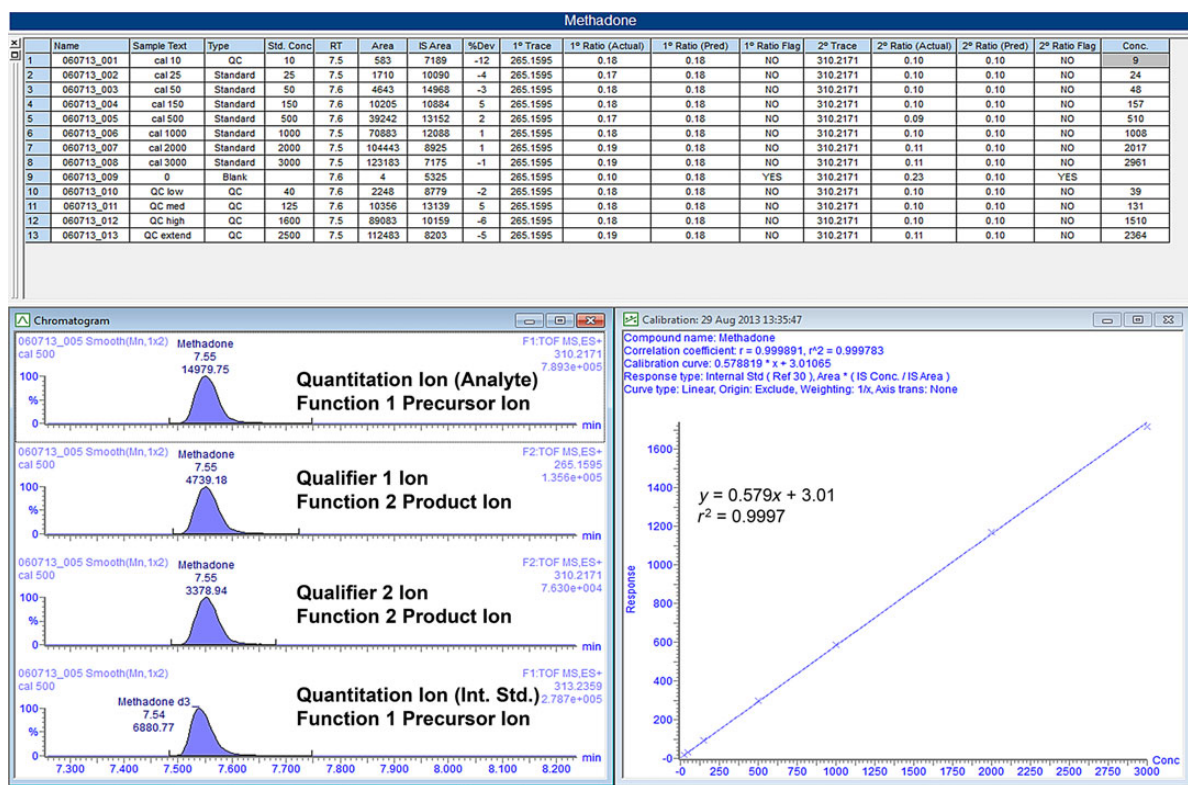 Methadone
Name Sample Text Type Std. Conc RT Area IS Area %Dev 1º Trace 1º Ratio (Actual) 1º Ratio (Pred) 1º Ratio Flag 2º Trace 2º Ratio (Actual) 2º Ratio (Pred) 2º Ratio Flag Conc.
1 060713_001 cal 10 QC 10 7.5 583 7189 -12 265.1595 0.18 0.18 NO 310.2171 0.10 0.10 NO 9
2 060713_002 cal 25 Standard 25 7.5 1710 10090 -4 265.1595 0.17 0.18 NO 310.2171 0.10 0.10 NO 24
3 060713_003 cal 50 Standard 50 7.6 4643 14968 -3 265.1595 0.18 0.18 NO 310.2171 0.10 0.10 NO 48
4 060713_004 cal 150 Standard 150 7.6 10205 10884 5 265.1595 0.18 0.18 NO 310.2171 0.10 0.10 NO 157
5 060713_005 cal 500 Standard 500 7.6 39242 13152 2 265.1595 0.17 0.18 NO 310.2171 0.09 0.10 NO 510
6 060713_006 cal 1000 Standard 1000 7.5 70883 12088 1 265.1595 0.18 0.18 NO 310.2171 0.10 0.10 NO 1008
7 060713_007 cal 2000 Standard 2000 7.5 104443 8925 1 265.1595 0.19 0.18 NO 310.2171 0.11 0.10 NO 2017
8 060713_008 cal 3000 Standard 3000 7.5 123183 7175 -1 265.1595 0.19 0.18 NO 310.2171 0.11 0.10 NO 2961
9 060713_009 0 Blank 7.6 4 5325 265.1595 0.10 0.18 YES 310.2171 0.23 0.10 YES
10 060713_010 QC low QC 40 7.6 2248 8779 -2 265.1595 0.18 0.18 NO 310.2171 0.10 0.10 NO 39
11 060713_011 QC med QC 125 7.6 10356 13139 5 265.1595 0.18 0.18 NO 310.2171 0.10 0.10 NO 131
12 060713_012 QC high QC 1600 7.5 89083 10159 -6 265.1595 0.18 0.18 NO 310.2171 0.10 0.10 NO 1510
13 060713_013 QC extend QC 2500 7.5 112483 8203 -5 265.1595 0.19 0.18 NO 310.2171 0.11 0.10 NO 2364
Chromatogram
060713_005 Smooth(Mn,1x2)
cal 500
Methadone
7.55
14979.75
F1:TOF MS,ES+
310.2171
7.893e+005
Quantitation Ion (Analyte)
Function 1 Precursor Ion
100
%
0
min
060713_005 Smooth(Mn,1x2)
cal 500
Methadone
7.55
4739.18
F2:TOF MS,ES+
265.1595
1.356e+005
Qualifier 1 Ion
Function 2 Product Ion
100
%
0
min
060713_005 Smooth(Mn,1x2)
cal 500
Methadone
7.55
3378.94
F2:TOF MS,ES+
310.2171
7.630e+004
Qualifier 2 Ion
Function 2 Product Ion
100
%
0
min
060713_005 Smooth(Mn,1x2)
cal 500
Methadone d3
7.54
6880.77
F1:TOF MS,ES+
313.2359
2.787e+005
Quantitation Ion (Int. Std.)
Function 1 Precursor Ion
100
%
0
min
7.300 7.400 7.500 7.600 7.700 7.800 7.900 8.000 8.100 8.200
Calibration: 29 Aug 2013 13:35:47
Compound name: Methadone
Correlation coefficient: r = 0.999891, r^2 = 0.999783
Calibration curve: 0.578819 * x + 3.01065
Response type: Internal Std ( Ref 30 ), Area * ( IS Conc. / IS Area )
Curve type: Linear, Origin: Exclude, Weighting: 1/x, Axis trans: None
y = 0.579x + 3.01
r² = 0.9997
Response
1600
1400
1200
1000
800
600
400
200
-0
-0 250 500 750 1000 1250 1500 1750 2000 2250 2500 2750 3000
Conc